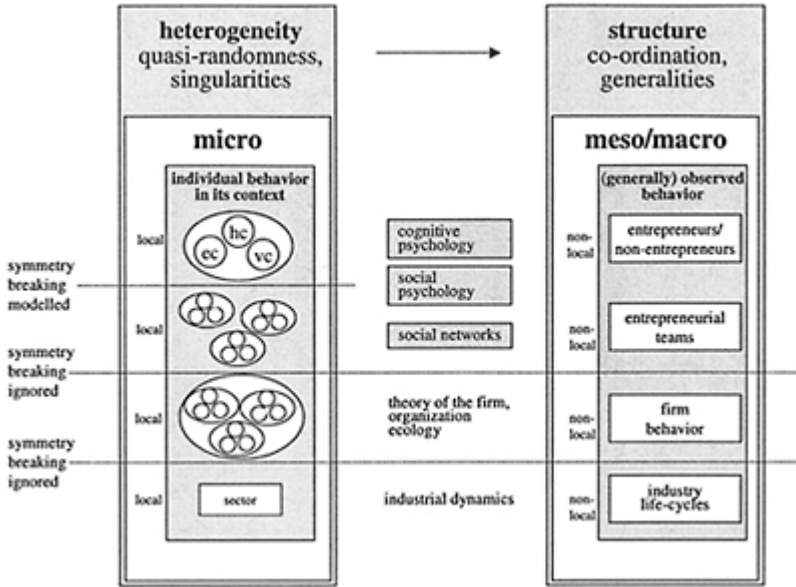 heterogeneity
quasi-randomness,
singularities
structure
co-ordination,
generalities
micro
meso/macro
individual behavior
in its context
(generally) observed
behavior
local
hc
ec
vc
cognitive
psychology
non-
local
entrepreneurs/
non-entrepreneurs
symmetry
breaking
modelled
social
psychology
local
social networks
non-
local
entrepreneurial
teams
symmetry
breaking
ignored
local
theory of the firm,
organization
ecology
non-
local
firm
behavior
symmetry
breaking
ignored
local
sector
industrial dynamics
non-
local
industry
life-cycles